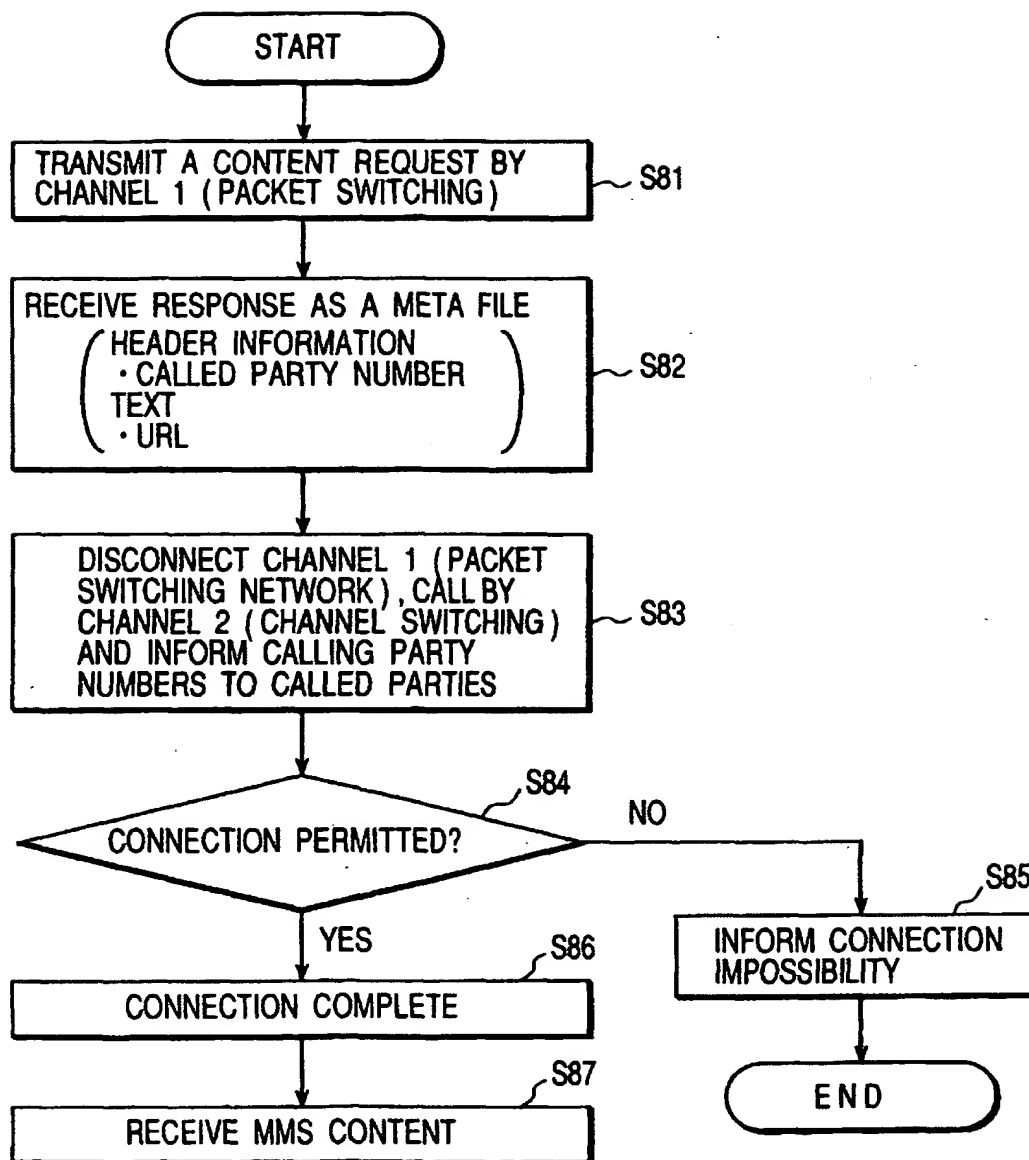 START
TRANSMIT A CONTENT REQUEST BY
CHANNEL 1 (PACKET SWITCHING)
S81
RECEIVE RESPONSE AS A META FILE
HEADER INFORMATION
・CALLED PARTY NUMBER
TEXT
・URL
S82
DISCONNECT CHANNEL 1 (PACKET
SWITCHING NETWORK), CALL BY
CHANNEL 2 (CHANNEL SWITCHING)
AND INFORM CALLING PARTY
NUMBERS TO CALLED PARTIES
S83
S84
CONNECTION PERMITTED?
NO
S85
INFORM CONNECTION
IMPOSSIBILITY
END
YES
S86
CONNECTION COMPLETE
S87
RECEIVE MMS CONTENT